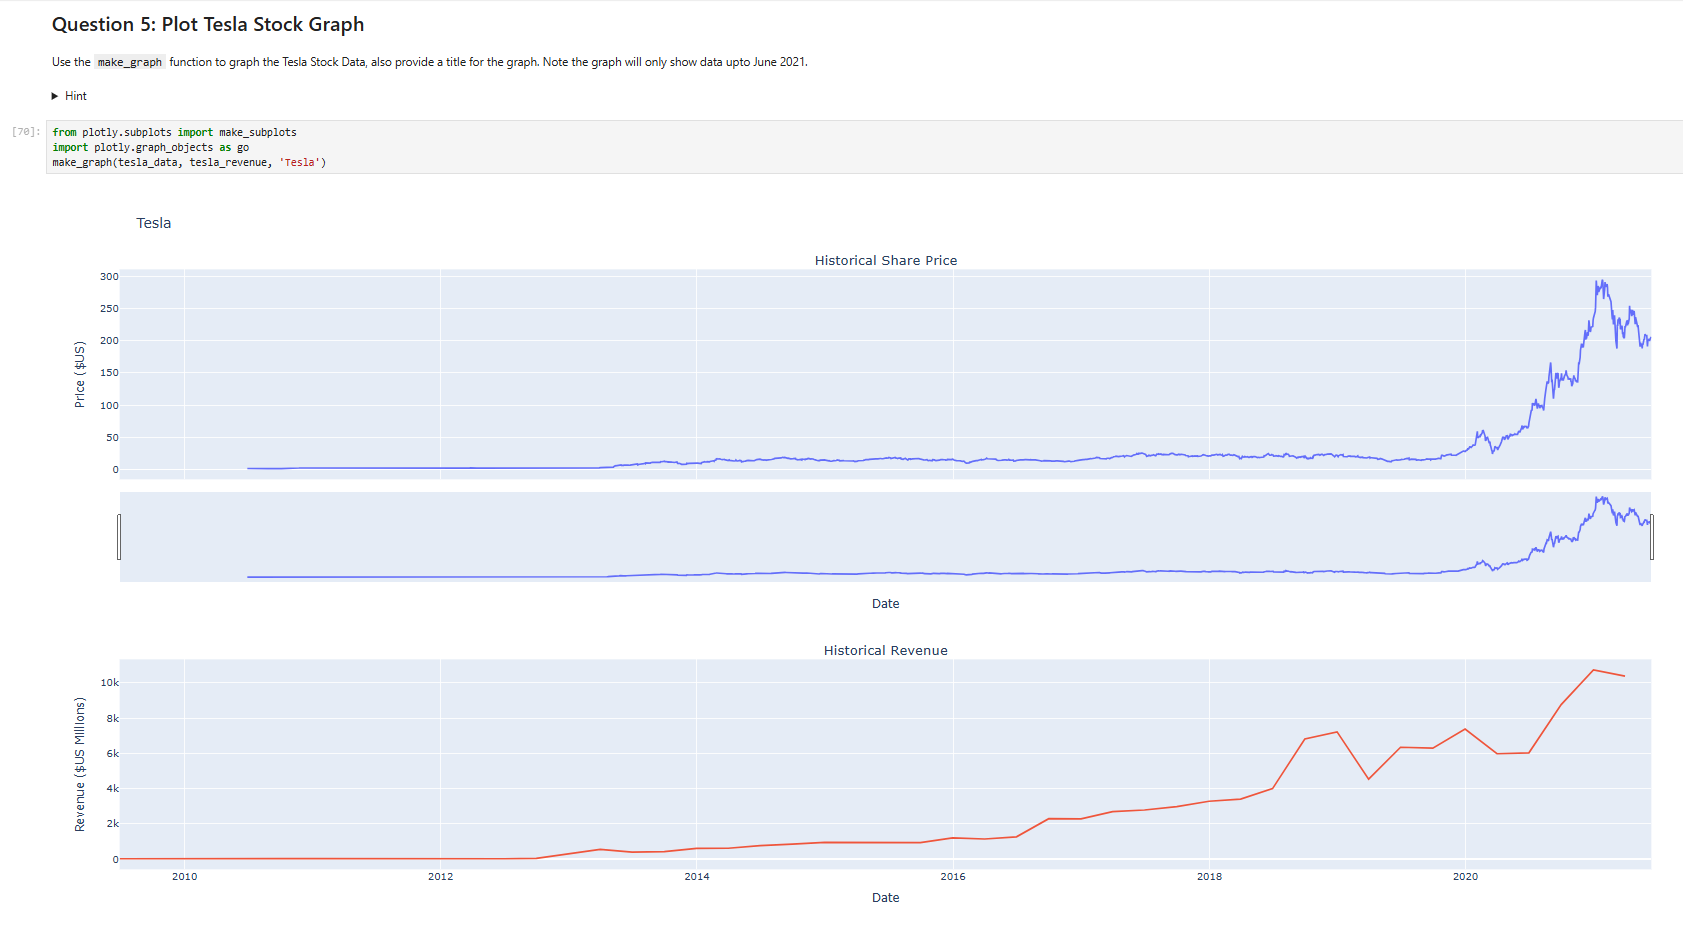 Question 5: Plot Tesla Stock Graph
Use the make_graph function to graph the Tesla Stock Data, also provide a title for the graph. Note the graph will only show data upto June 2021.
Hint
[70]:
from plotly.subplots import make_subplots
import plotly.graph_objects as go
make_graph(tesla_data, tesla_revenue, 'Tesla')
Tesla
Historical Share Price
300
250
200
150
100
50
0
Price ($US)
Date
Historical Revenue
10k
8k
6k
4k
2k
0
Revenue ($US Millions)
2010 2012 2014 2016 2018 2020
Date